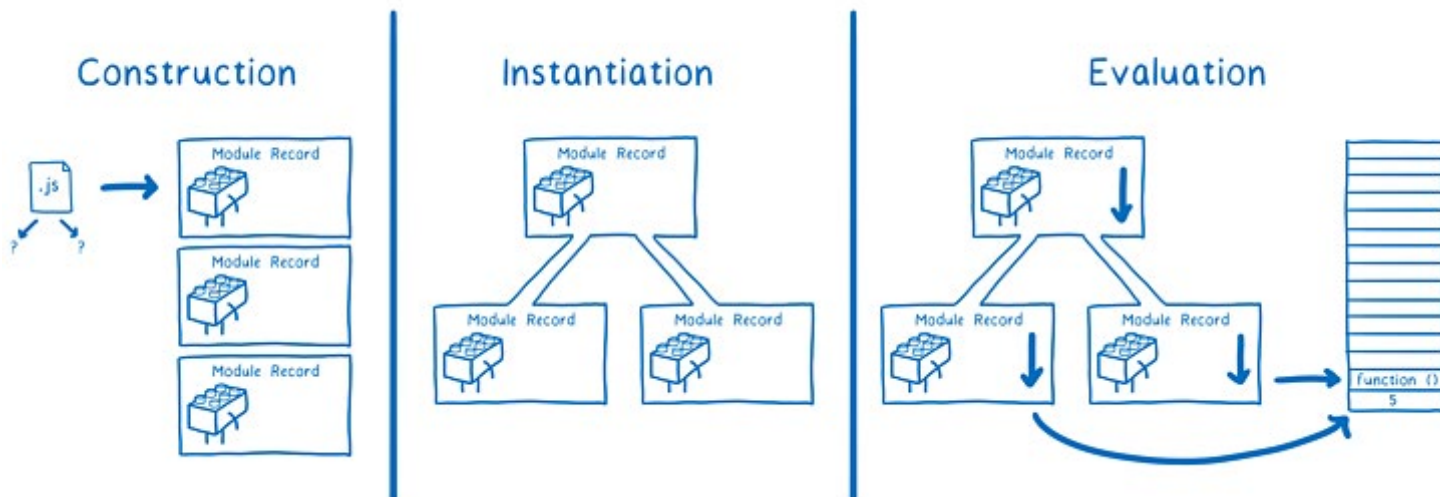 Construction
.js
?
?
Module Record
Module Record
Module Record
Instantiation
Module Record
Module Record
Module Record
Evaluation
Module Record
Module Record
Module Record
function ()
5